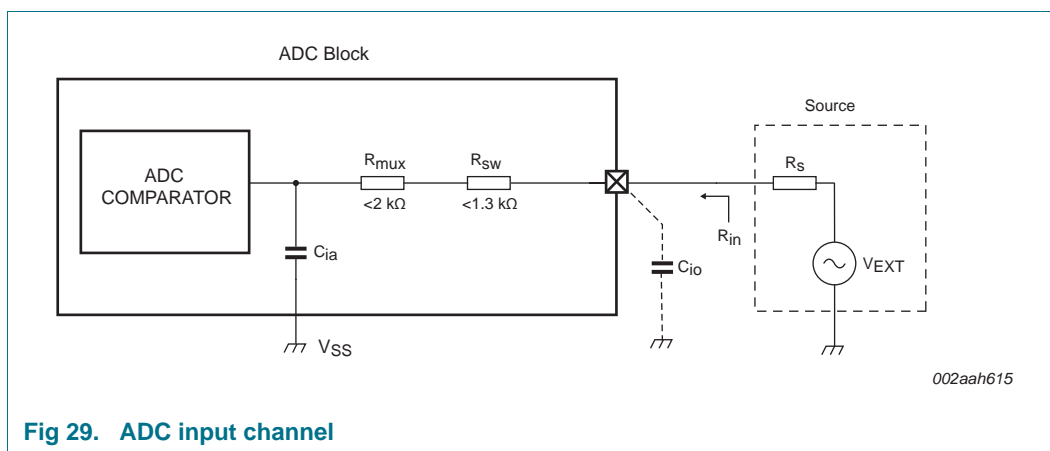 ADC Block
Source
ADC
COMPARATOR
Rmux
<2 kΩ
Rsw
<1.3 kΩ
Cia
VSS
Rin
Cio
RS
VEXT
002aah615
Fig 29. ADC input channel